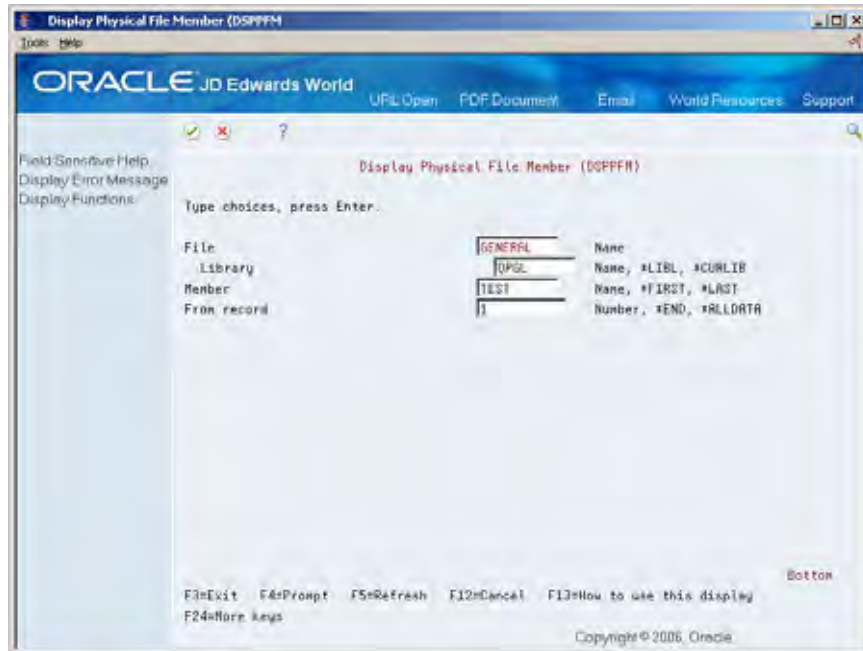 Display Physical File Member (DSPPFM
Tools Help
ORACLE JD Edwards World
URL Open PDF Document Email World Resources Support
?
Field Sensitive Help
Display Error Message
Display Functions
Display Physical File Member (DSPPFM)
Type choices, press Enter.
File GENERAL Name
Library QPGL Name, *LIBL, *CURLIB
Member TEST Name, *FIRST, *LAST
From record 1 Number, *END, *ALLDATA
Bottom
F3=Exit F4=Prompt F5=Refresh F12=Cancel F13=How to use this display
F24=More keys
Copyright © 2006, Oracle